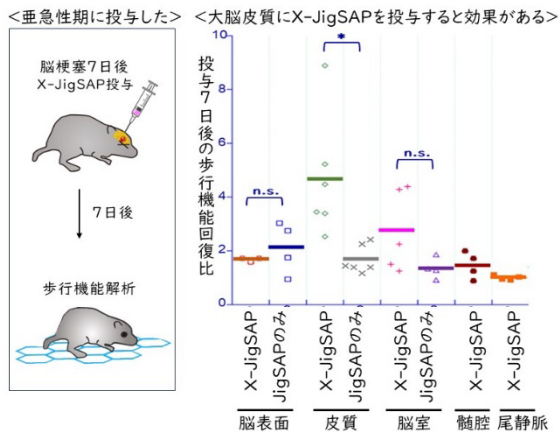 <亜急性期に投与した>
脳梗塞7日後
X-JigSAP投与
7日後
歩行機能解析
<大脳皮質にX-JigSAPを投与すると効果がある>
投与7日後の歩行機能回復比
10
8
6
4
2
0
n.s.
*
n.s.
X-JigSAP
JigSAPのみ
X-JigSAP
JigSAPのみ
X-JigSAP
JigSAPのみ
X-JigSAP
X-JigSAP
脳表面
皮質
脳室
髄腔
尾静脈